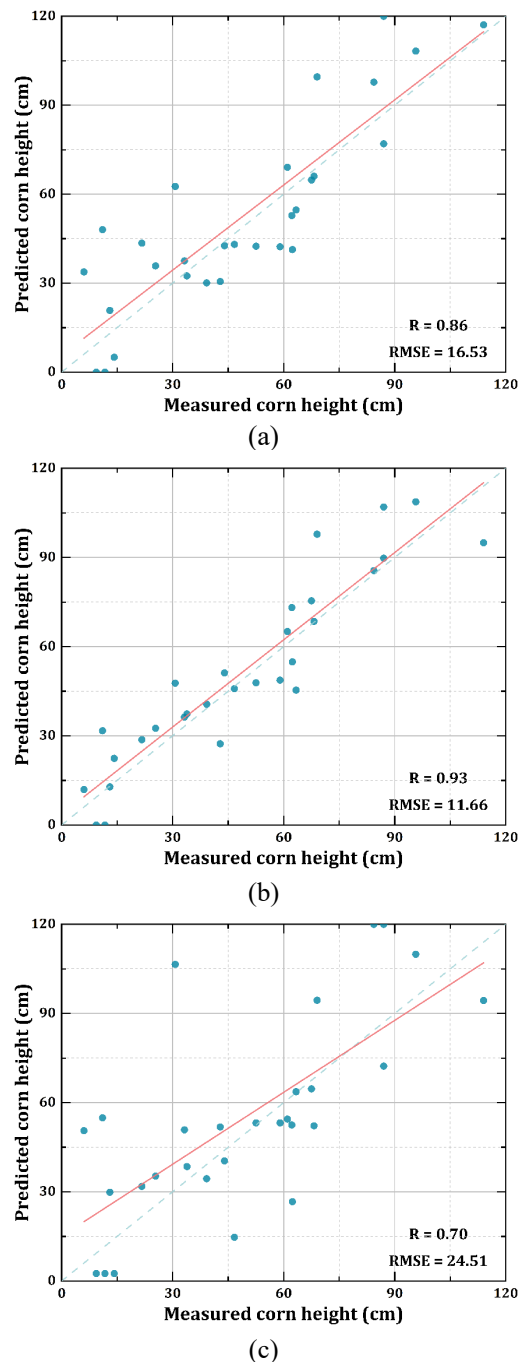 120
90
60
30
0
Predicted corn height (cm)
R = 0.86
RMSE = 16.53
0 30 60 90 120
Measured corn height (cm)
(a)
120
90
60
30
0
Predicted corn height (cm)
R = 0.93
RMSE = 11.66
0 30 60 90 120
Measured corn height (cm)
(b)
120
90
60
30
0
Predicted corn height (cm)
R = 0.70
RMSE = 24.51
0 30 60 90 120
Measured corn height (cm)
(c)